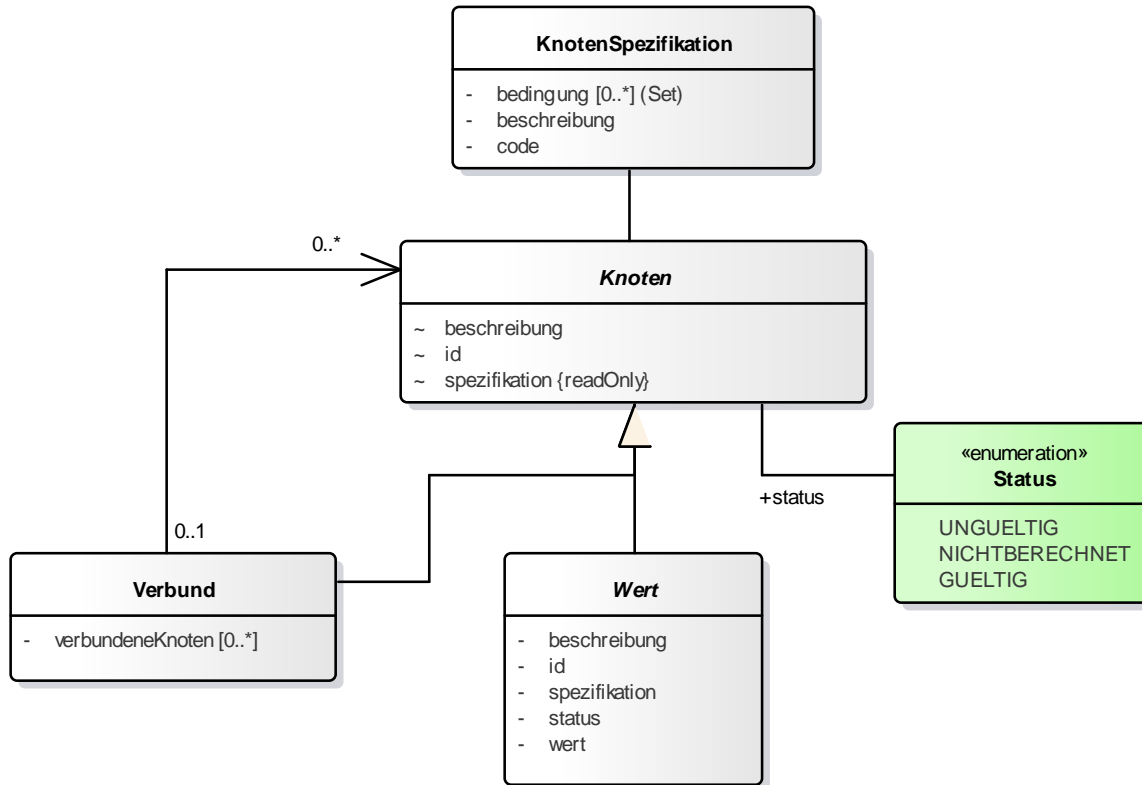 KnotenSpezifikation
- bedingung [0..*] (Set)
- beschreibung
- code
0..*
Knoten
~ beschreibung
~ id
~ spezifikation {readOnly}
«enumeration»
Status
UNGUELTIG
NICHTBERECHNET
GUELTIG
+status
0..1
Verbund
- verbundeneKnoten [0..*]
Wert
- beschreibung
- id
- spezifikation
- status
- wert